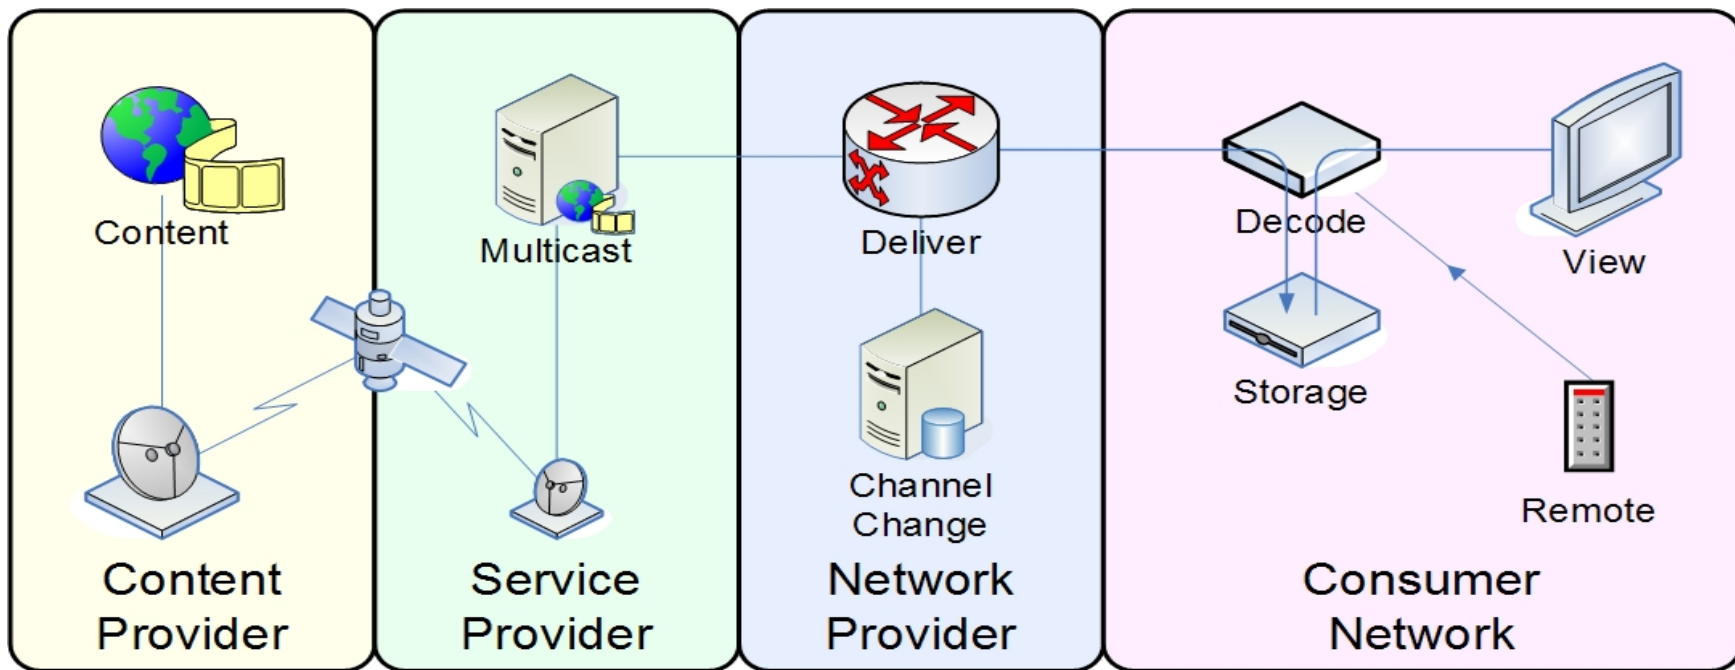 Content
Multicast
Deliver
Decode
View
Storage
Channel
Change
Remote
Content
Provider
Service
Provider
Network
Provider
Consumer
Network